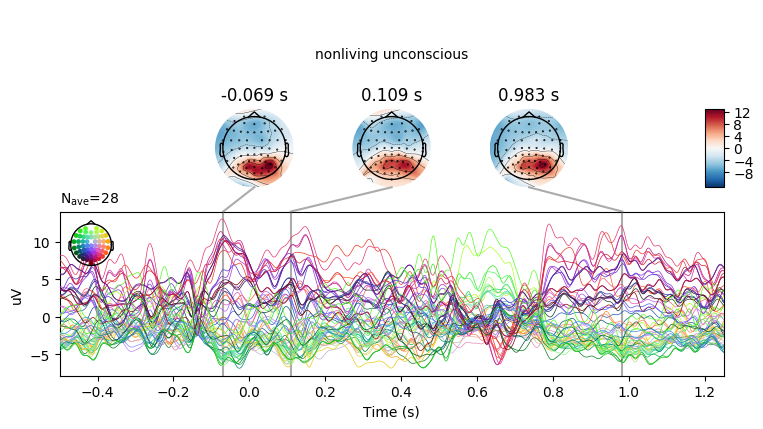 nonliving unconscious
-0.069 s 0.109 s 0.983 s
12
8
4
0
−4
−8
Nave=28
10
5
0
−5
uV
−0.4 −0.2 0.0 0.2 0.4 0.6 0.8 1.0 1.2
Time (s)